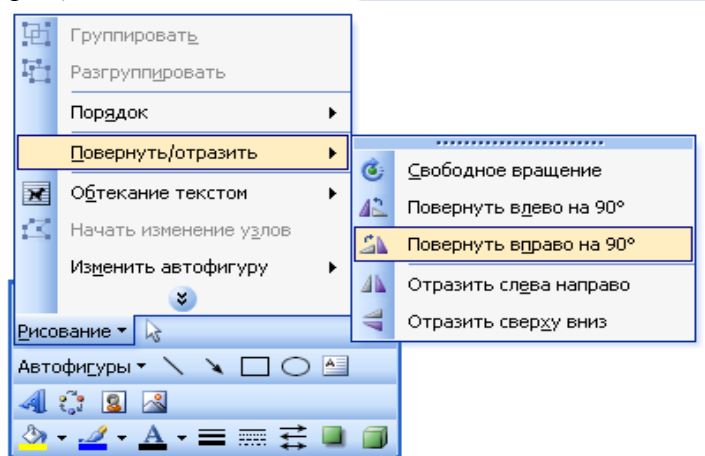 Группировать
Разгруппировать
Порядок
Повернуть/отразить
Обтекание текстом
Начать изменение узлов
Изменить автофигуру
Свободное вращение
Повернуть влево на 90°
Повернуть вправо на 90°
Отразить слева направо
Отразить сверху вниз
Рисование
Автофигуры
A